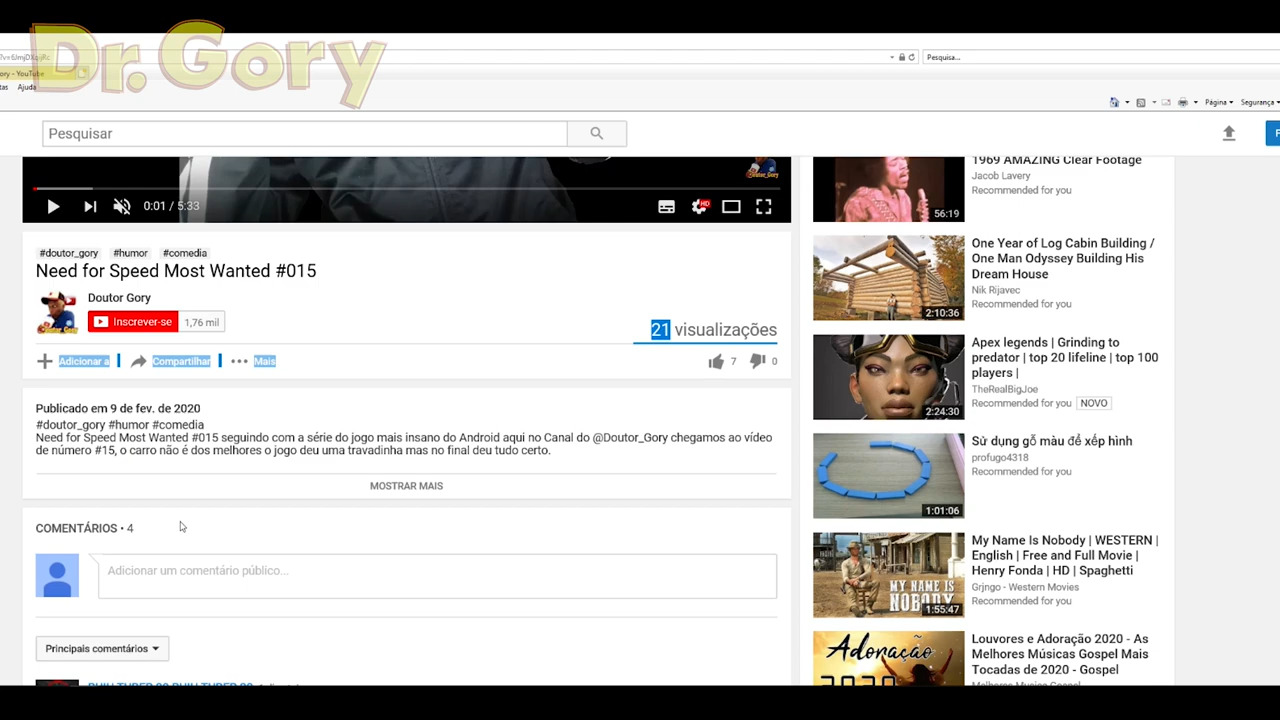 Dr.Gory
ory - YouTube
Ajuda
Pesquisa...
Página
Segurança
Pesquisar
0:01 / 5:33
HD
#doutor_gory #humor #comedia
Need for Speed Most Wanted #015
Doutor Gory
Inscrever-se 1,76 mil
21 visualizações
Adicionar a Compartilhar Mais
7 0
Publicado em 9 de fev. de 2020
#doutor_gory #humor #comedia
Need for Speed Most Wanted #015 seguindo com a série do jogo mais insano do Android aqui no Canal do @Doutor_Gory chegamos ao vídeo
de número #15, o carro não é dos melhores o jogo deu uma travadinha mas no final deu tudo certo.
MOSTRAR MAIS
COMENTÁRIOS • 4
Adicionar um comentário público...
Principais comentários
1969 AMAZING Clear Footage
Jacob Lavery
Recommended for you
56:19
One Year of Log Cabin Building /
One Man Odyssey Building His
Dream House
Nik Rijavec
Recommended for you
2:10:36
Apex legends | Grinding to
predator | top 20 lifeline | top 100
players |
TheRealBigJoe
Recommended for you NOVO
2:24:30
Sử dụng gỗ màu để xếp hình
profugo4318
Recommended for you
1:01:06
My Name Is Nobody | WESTERN |
English | Free and Full Movie |
Henry Fonda | HD | Spaghetti
Grjngo - Western Movies
Recommended for you
MY NAME IS
NOBODY
1:55:47
Louvores e Adoração 2020 - As
Melhores Músicas Gospel Mais
Tocadas de 2020 - Gospel
Adoração
2020